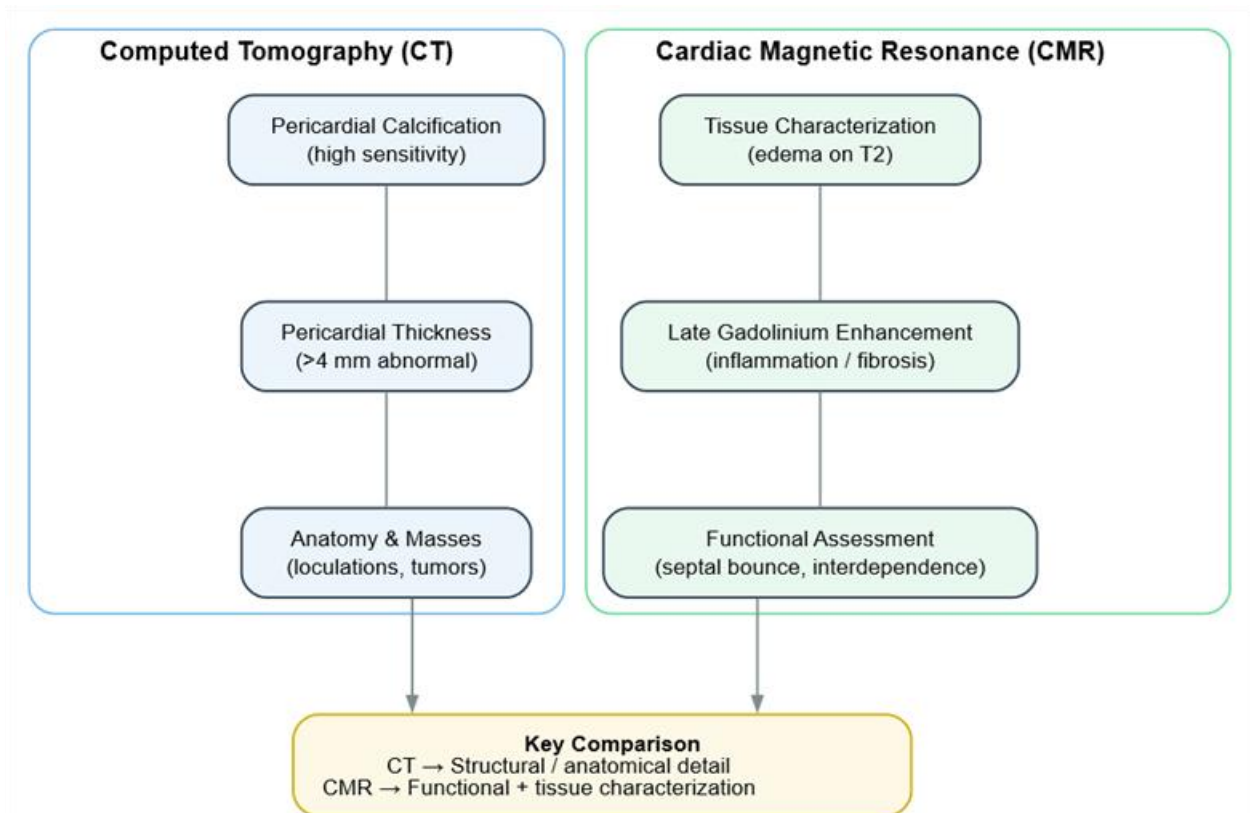 Computed Tomography (CT)
Pericardial Calcification
(high sensitivity)
Pericardial Thickness
(>4 mm abnormal)
Anatomy & Masses
(loculations, tumors)
Cardiac Magnetic Resonance (CMR)
Tissue Characterization
(edema on T2)
Late Gadolinium Enhancement
(inflammation / fibrosis)
Functional Assessment
(septal bounce, interdependence)
Key Comparison
CT → Structural / anatomical detail
CMR → Functional + tissue characterization